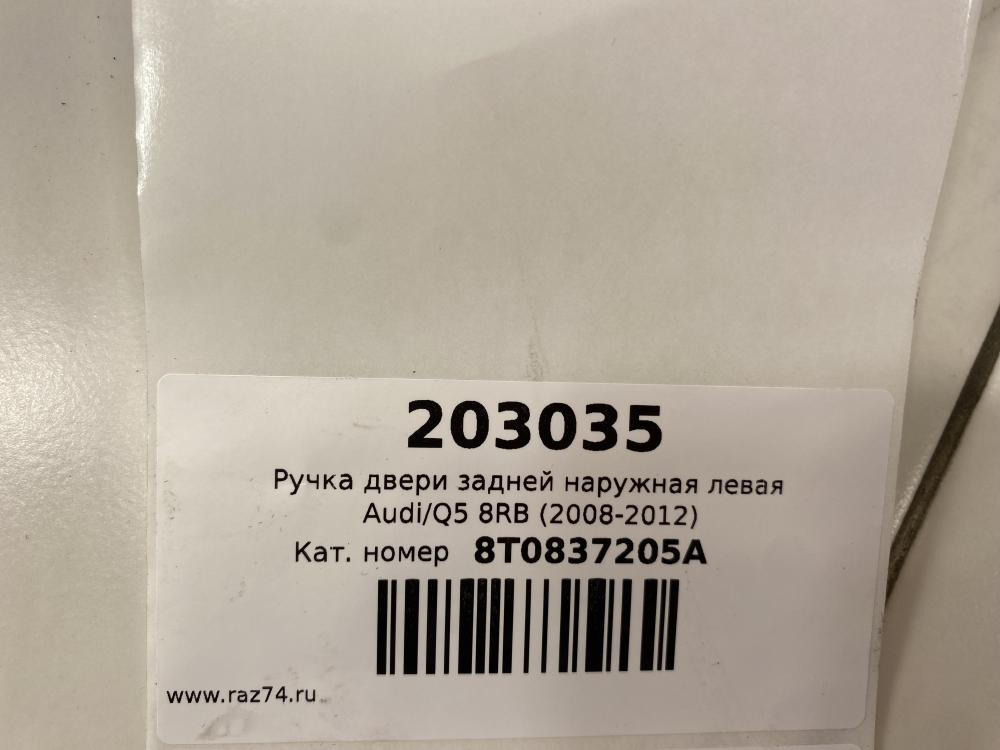 203035
Ручка двери задней наружная левая
Audi/Q5 8RB (2008-2012)
Кат. номер 8T0837205A
www.raz74.ru